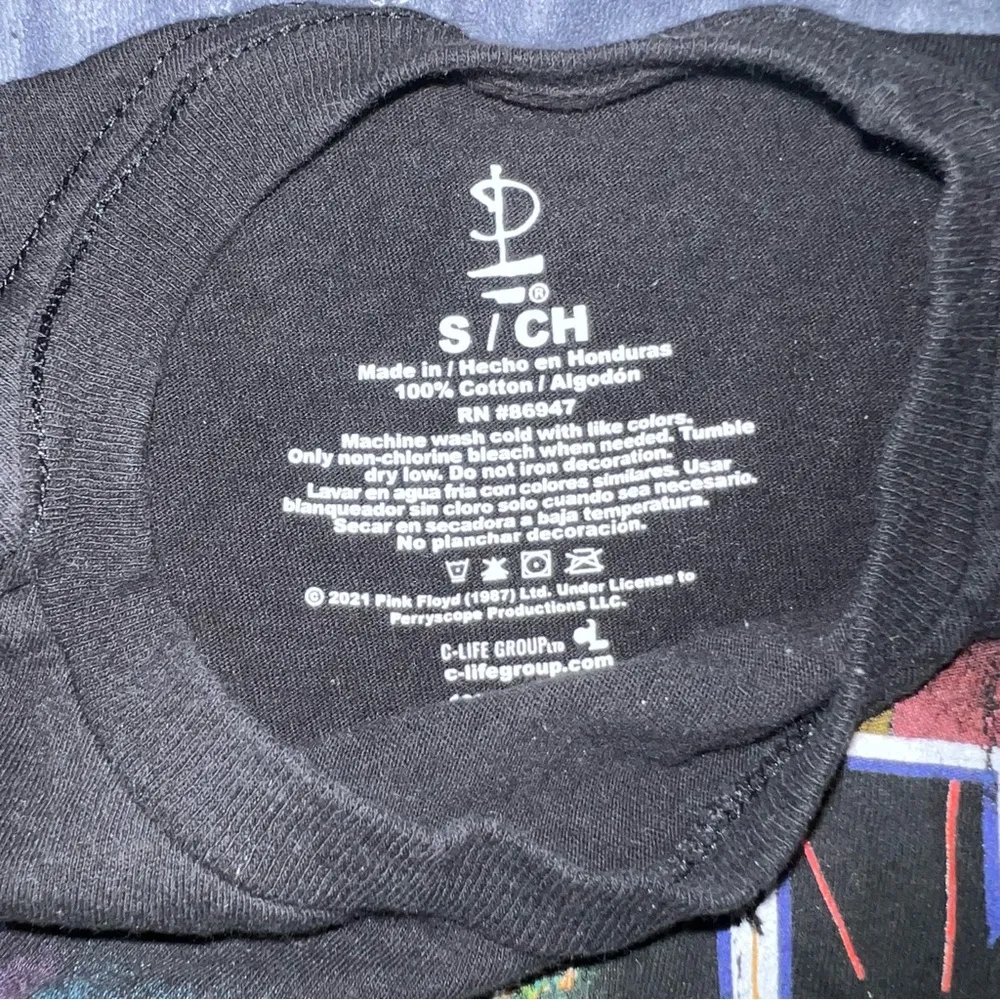 ®
S / CH
Made in / Hecho en Honduras
100% Cotton / Algodón
RN #86947
Machine wash cold with like colors.
Only non-chlorine bleach when needed. Tumble
dry low. Do not iron decoration.
Lavar en agua fria con colores similares. Usar
blanqueador sin cloro solo cuando sea necesario.
Secar en secadora a baja temperatura.
No planchar decoración.
© 2021 Pink Floyd (1987) Ltd. Under License to
Perryscope Productions LLC.
C-LIFE GROUP LTD
c-lifegroup.com